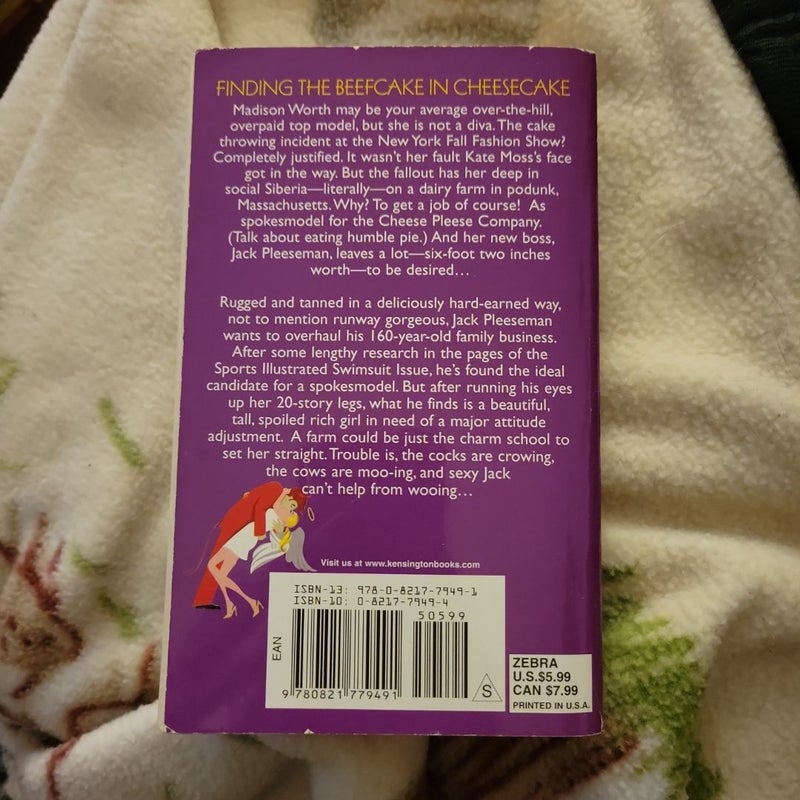 FINDING THE BEEFCAKE IN CHEESECAKE
Madison Worth may be your average over-the-hill,
overpaid top model, but she is not a diva. The cake
throwing incident at the New York Fall Fashion Show?
Completely justified. It wasn't her fault Kate Moss's face
got in the way. But the fallout has her deep in
social Siberia—literally—on a dairy farm in podunk,
Massachusetts. Why? To get a job of course! As
spokesmodel for the Cheese Pleese Company.
(Talk about eating humble pie.) And her new boss,
Jack Pleeseman, leaves a lot—six-foot two inches
worth—to be desired...
Rugged and tanned in a deliciously hard-earned way,
not to mention runway gorgeous, Jack Pleeseman
wants to overhaul his 160-year-old family business.
After some lengthy research in the pages of the
Sports Illustrated Swimsuit Issue, he's found the ideal
candidate for a spokesmodel. But after running his eyes
up her 20-story legs, what he finds is a beautiful,
tall, spoiled rich girl in need of a major attitude
adjustment. A farm could be just the charm school to
set her straight. Trouble is, the cocks are crowing,
the cows are moo-ing, and sexy Jack
can't help from wooing...
Visit us at www.kensingtonbooks.com
ISBN-13: 978-0-8217-7949-1
ISBN-10: 0-8217-7949-4
50599
EAN
9 780821 779491
S
ZEBRA
U.S.$5.99
CAN $7.99
PRINTED IN U.S.A.